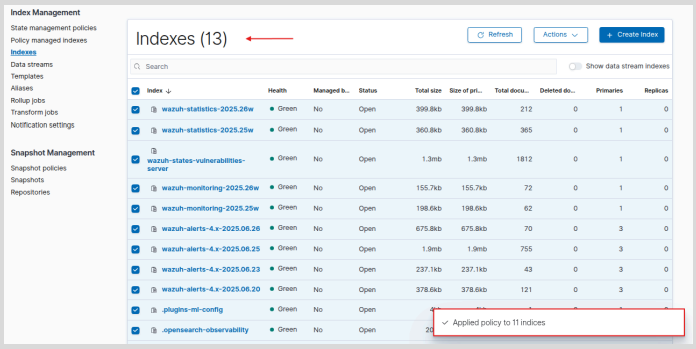 Index Management
State management policies
Policy managed indexes
Indexes
Data streams
Templates
Aliases
Rollup jobs
Transform jobs
Notification settings
Snapshot Management
Snapshot policies
Snapshots
Repositories
Indexes (13)
Refresh
Actions
+ Create Index
Search
Show data stream indexes
Index Health Managed b... Status Total size Size of pri... Total docu... Deleted do... Primaries Replicas
wazuh-statistics-2025.26w Green No Open 399.8kb 399.8kb 212 0 1 0
wazuh-statistics-2025.25w Green No Open 360.8kb 360.8kb 365 0 1 0
wazuh-states-vulnerabilities-
server Green No Open 1.3mb 1.3mb 1812 0 1 0
wazuh-monitoring-2025.26w Green No Open 155.7kb 155.7kb 72 0 1 0
wazuh-monitoring-2025.25w Green No Open 198.6kb 198.6kb 62 0 1 0
wazuh-alerts-4.x-2025.06.26 Green No Open 675.8kb 675.8kb 70 0 3 0
wazuh-alerts-4.x-2025.06.25 Green No Open 1.9mb 1.9mb 755 0 3 0
wazuh-alerts-4.x-2025.06.23 Green No Open 237.1kb 237.1kb 43 0 3 0
wazuh-alerts-4.x-2025.06.20 Green No Open 378.6kb 378.6kb 121 0 3 0
.plugins-ml-config Green No Open
.opensearch-observability Green No Open
Applied policy to 11 indices